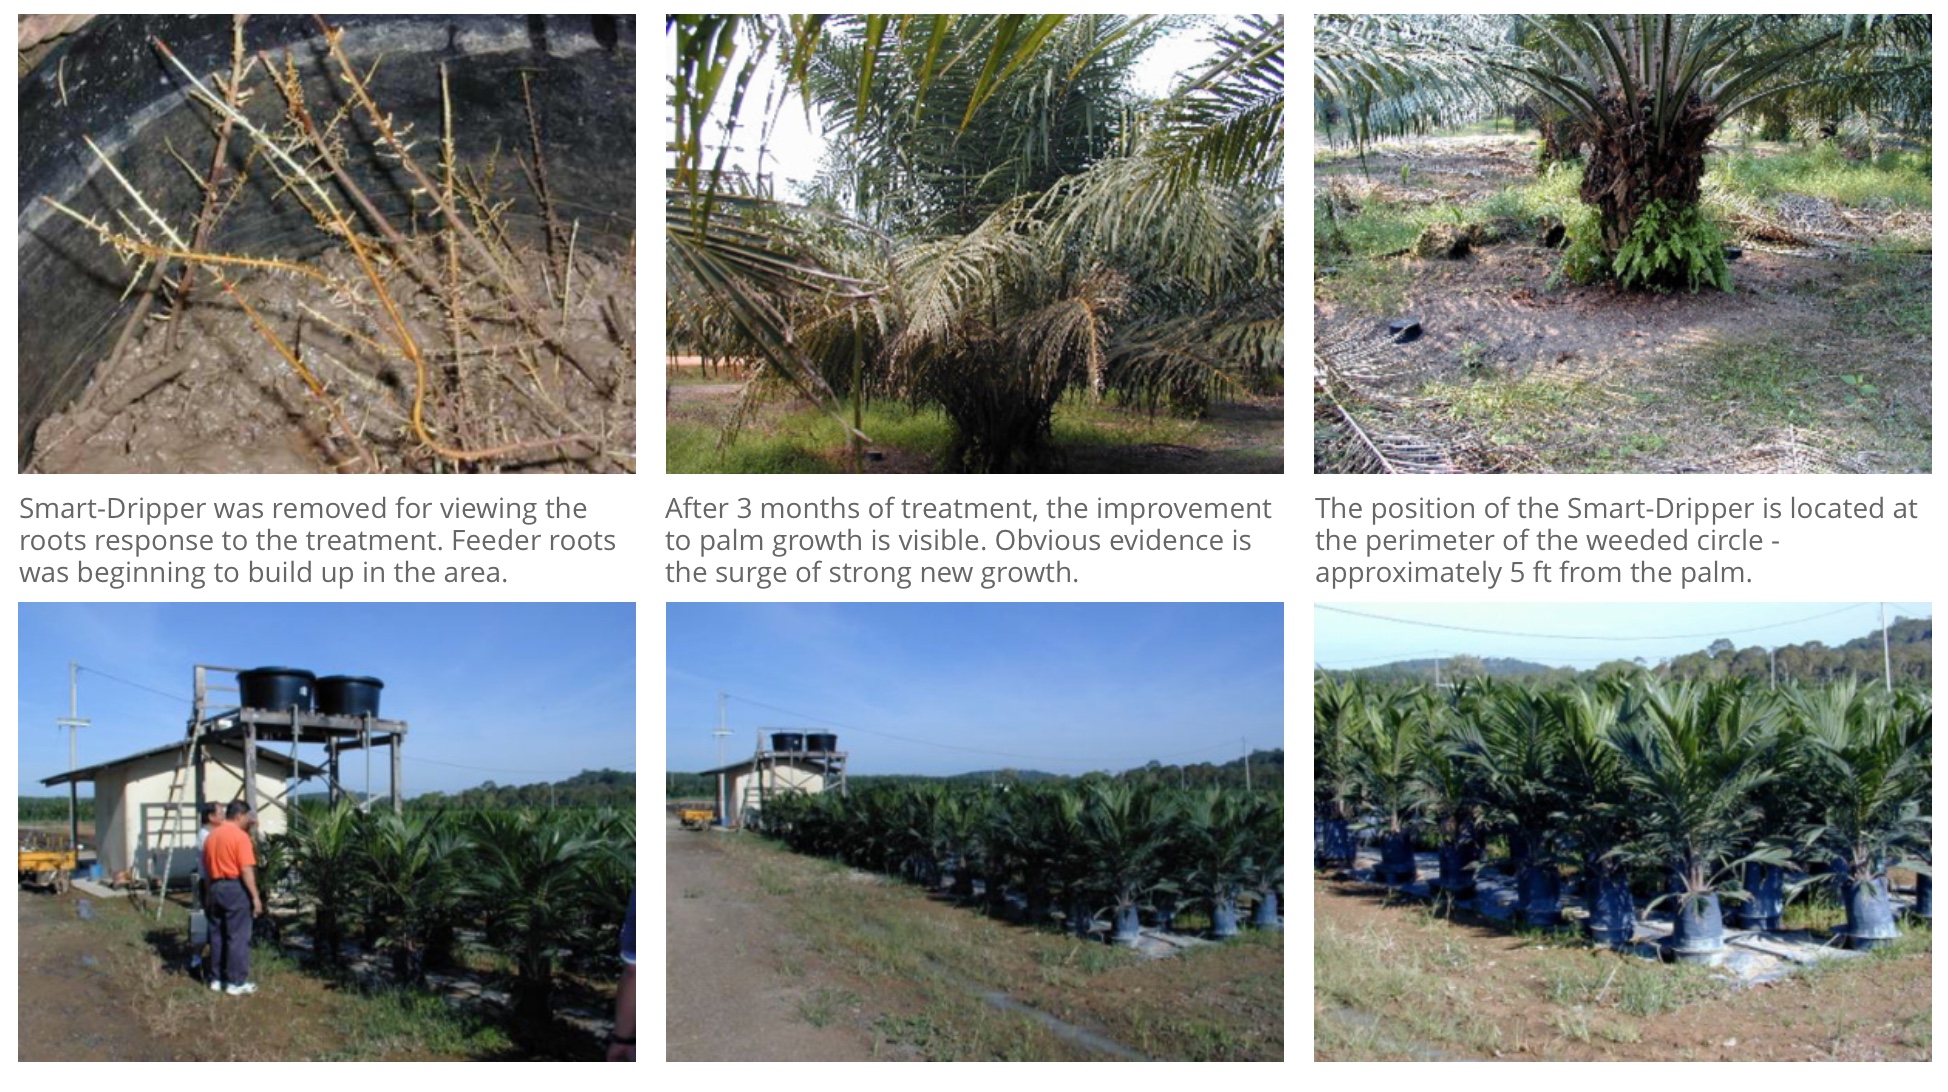 Smart-Dripper was removed for viewing the
roots response to the treatment. Feeder roots
was beginning to build up in the area.
After 3 months of treatment, the improvement
to palm growth is visible. Obvious evidence is
the surge of strong new growth.
The position of the Smart-Dripper is located at
the perimeter of the weeded circle -
approximately 5 ft from the palm.